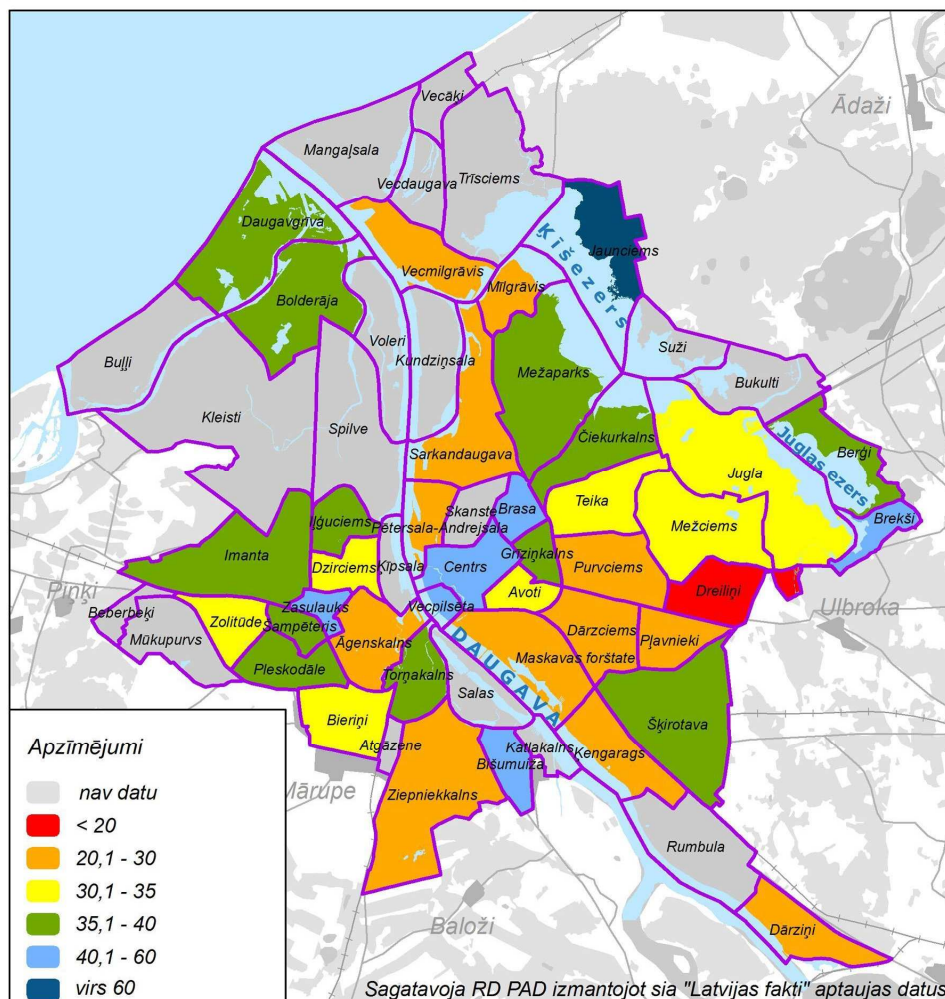 Vecāķi
Ādaži
Mangaļsala
Vecdaugava
Trīsciems
Daugavgrīva
Ķīšezers
Jaunciems
Vecmīlgrāvis
Mīlgrāvis
Bolderāja
Voleri
Kundziņsala
Suži
Buļļi
Mežaparks
Bukulti
Kleisti
Spilve
Čiekurkalns
Sarkandaugava
Juglas ezers
Berģi
Jugla
Teika
Skanste
Brasa
Mežciems
Brekši
Iļģuciems
Pētersala-Andrejsala
Imanta
Grīziņkalns
Dzirciems
Ķīpsala
Centrs
Purvciems
Pinķi
Avoti
Dreiliņi
Beberbeķi
Zolitūde
Zasulauks
Vecpilsēta
Ulbroka
Mūkupurvs
Šampēteris
Āgenskalns
DAUGAVA
Dārzciems
Pļavnieki
Maskavas forštate
Pleskodāle
Torņakalns
Salas
Bieriņi
Šķirotava
Atgāzene
Katlakalns
Ķengarags
Bišumuiža
Mārupe
Ziepniekkalns
Rumbula
Baloži
Dārziņi
Apzīmējumi
nav datu
< 20
20,1 - 30
30,1 - 35
35,1 - 40
40,1 - 60
virs 60
Sagatavoja RD PAD izmantojot sia "Latvijas fakti" aptaujas datus